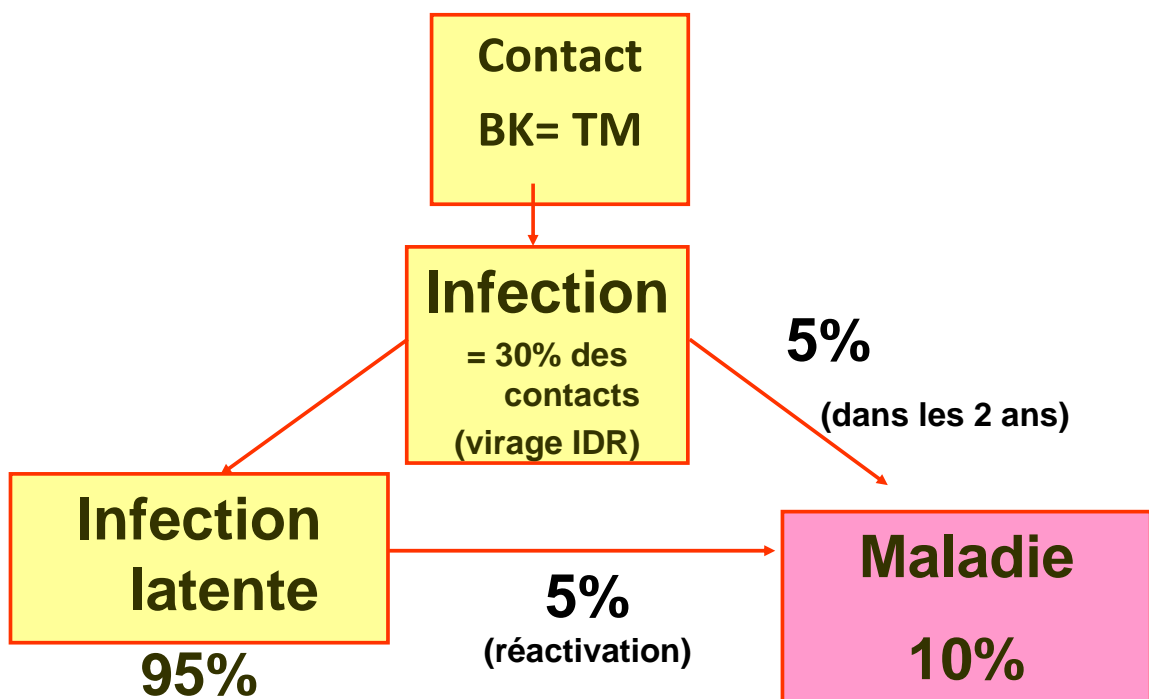 Contact
BK= TM
Infection
= 30% des
contacts
(virage IDR)
5%
(dans les 2 ans)
Infection
latente
95%
5%
(réactivation)
Maladie
10%